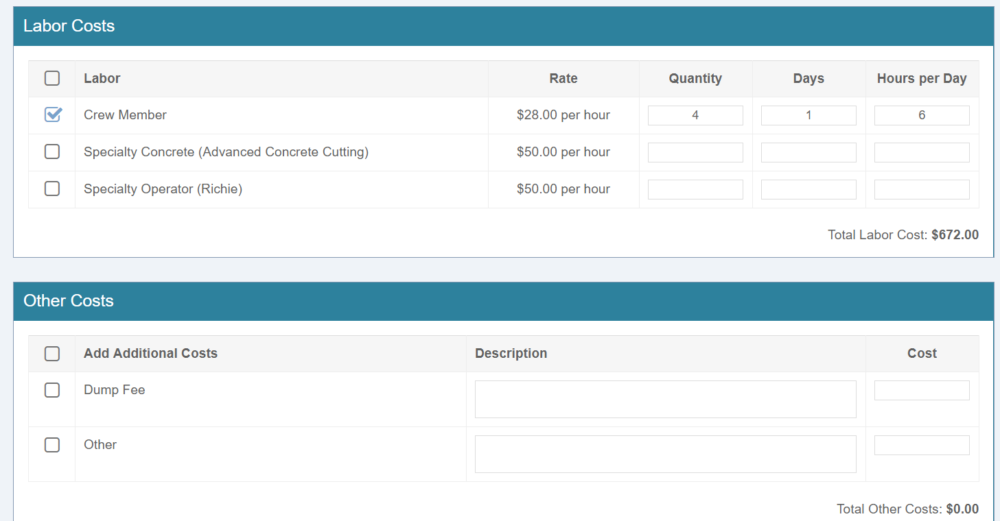 Labor Costs
Labor Rate Quantity Days Hours per Day
Crew Member $28.00 per hour 4 1 6
Specialty Concrete (Advanced Concrete Cutting) $50.00 per hour
Specialty Operator (Richie) $50.00 per hour
Total Labor Cost: $672.00
Other Costs
Add Additional Costs Description Cost
Dump Fee
Other
Total Other Costs: $0.00